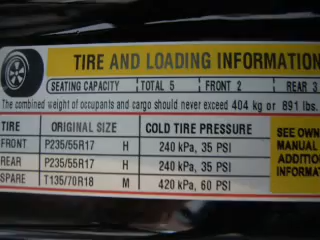 TIRE AND LOADING INFORMATION
SEATING CAPACITY TOTAL 5 FRONT 2 REAR 3
The combined weight of occupants and cargo should never exceed 404 kg or 891 lbs.
TIRE ORIGINAL SIZE COLD TIRE PRESSURE
FRONT P235/55R17 H 240 kPa, 35 PSI
REAR P235/55R17 H 240 kPa, 35 PSI
SPARE T135/70R18 M 420 kPa, 60 PSI
SEE OWN
MANUAL
ADDITIO
INFORMAT